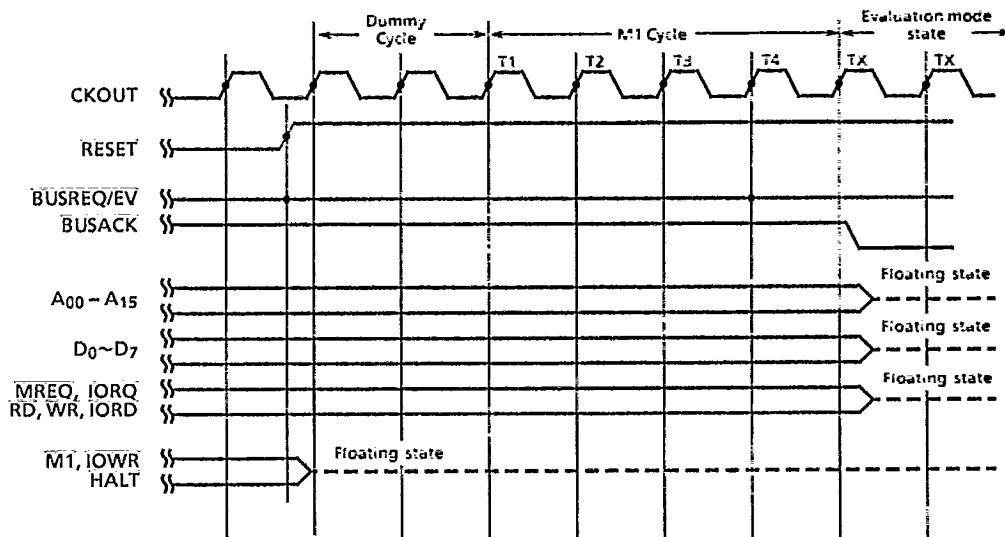 Dummy
Cycle
M1 Cycle
Evaluation mode
state
CKOUT
T1
T2
T3
T4
TX
TX
RESET
BUSREQ/EV
BUSACK
A00 ~ A15
Floating state
D0~D7
Floating state
MREQ, IORQ
RD, WR, IORD
Floating state
M1, IOWR
HALT
Floating state